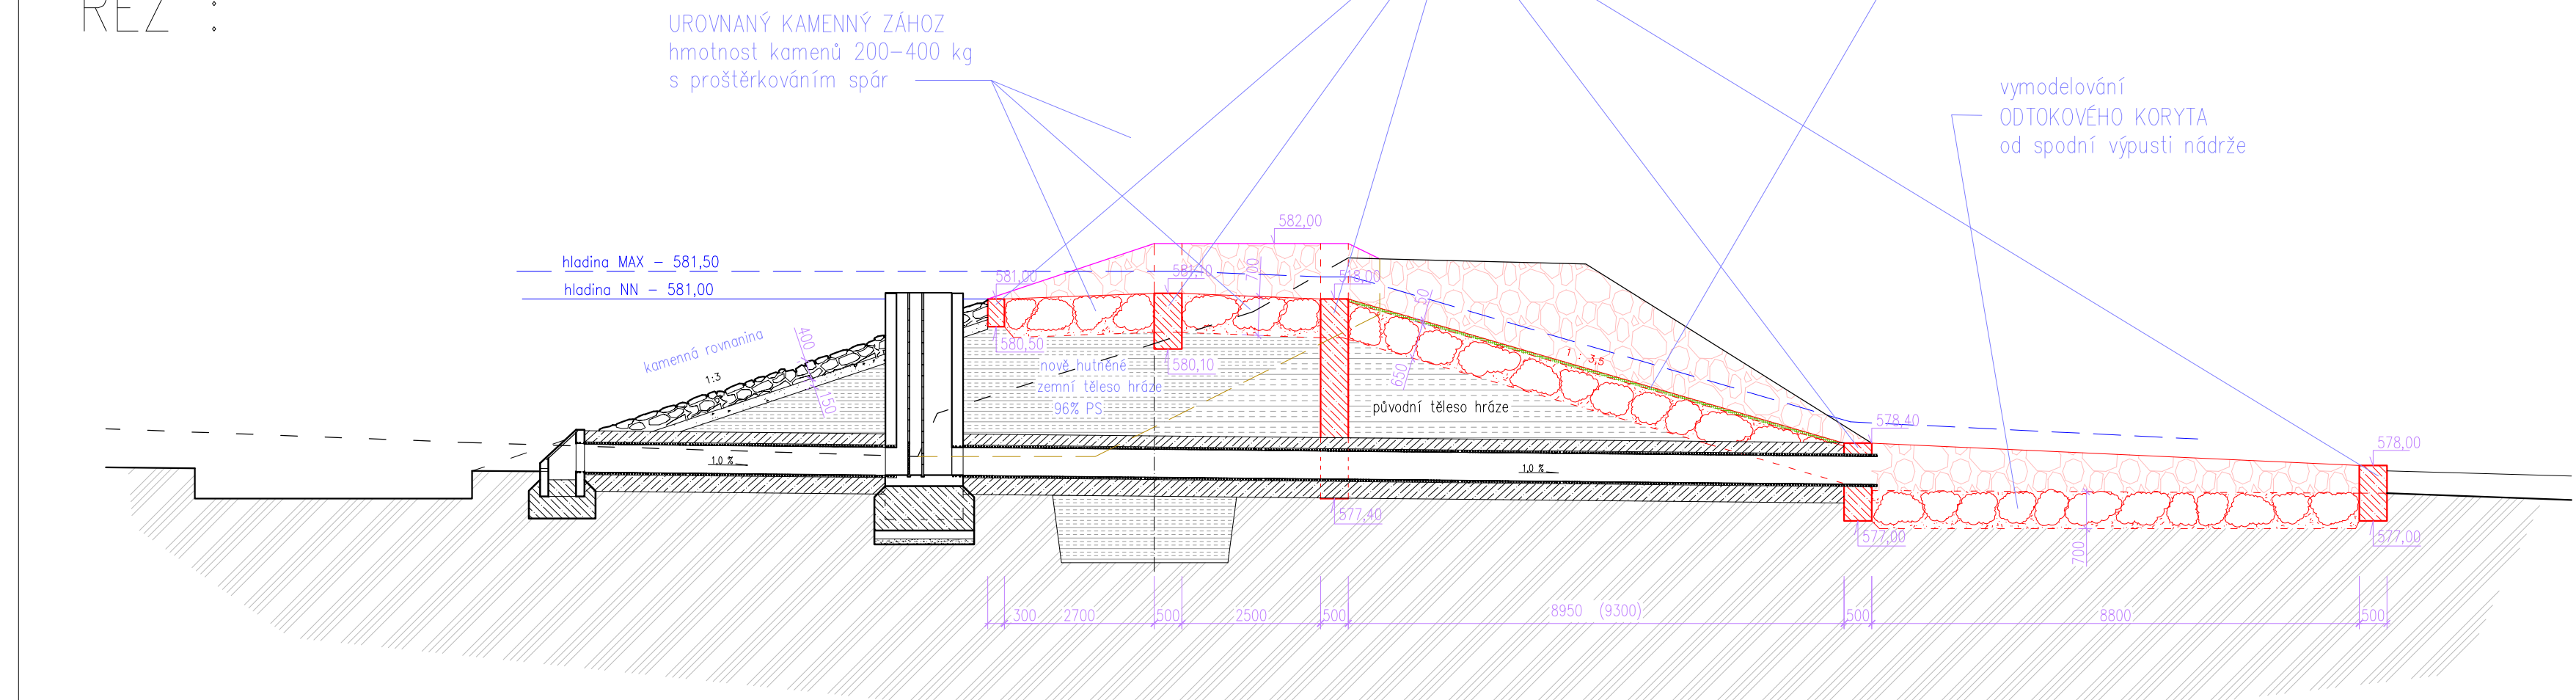 ŘEZ :
UROVNANÝ KAMENNÝ ZÁHOZ
hmotnost kamenů 200-400 kg
s proštěrkováním spár
vymodelování
ODTOKOVÉHO KORYTA
od spodní výpusti nádrže
582,00
hladina MAX - 581,50
hladina NN - 581,00
581,00
581,10
700
518,00
50
kamenná rovnanina
400
1:3
150
580,50
580,10
nově hutněné
zemní těleso hráze
96% PS
1 : 3,5
650
původní těleso hráze
578,40
578,00
1,0 %
1,0 %
577,40
577,00
700
577,00
300
2700
500
2500
500
8950 (9300)
500
8800
500